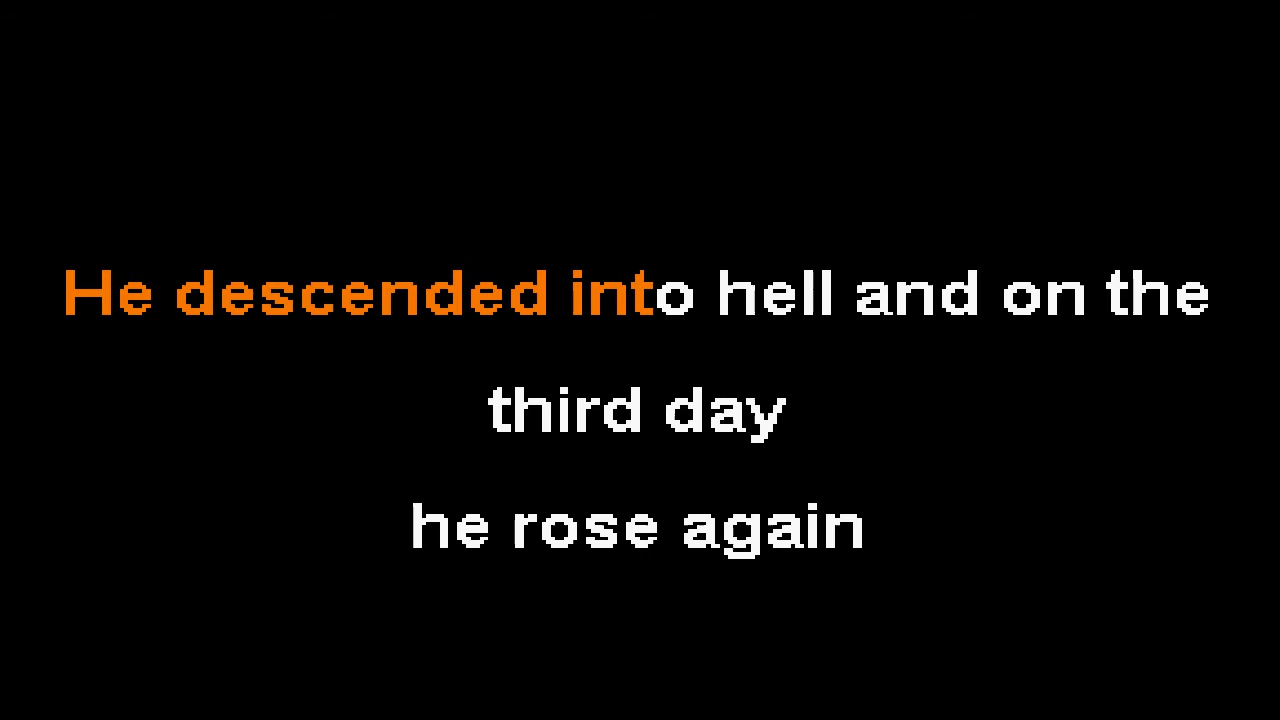 He descended into hell and on the
third day
he rose again